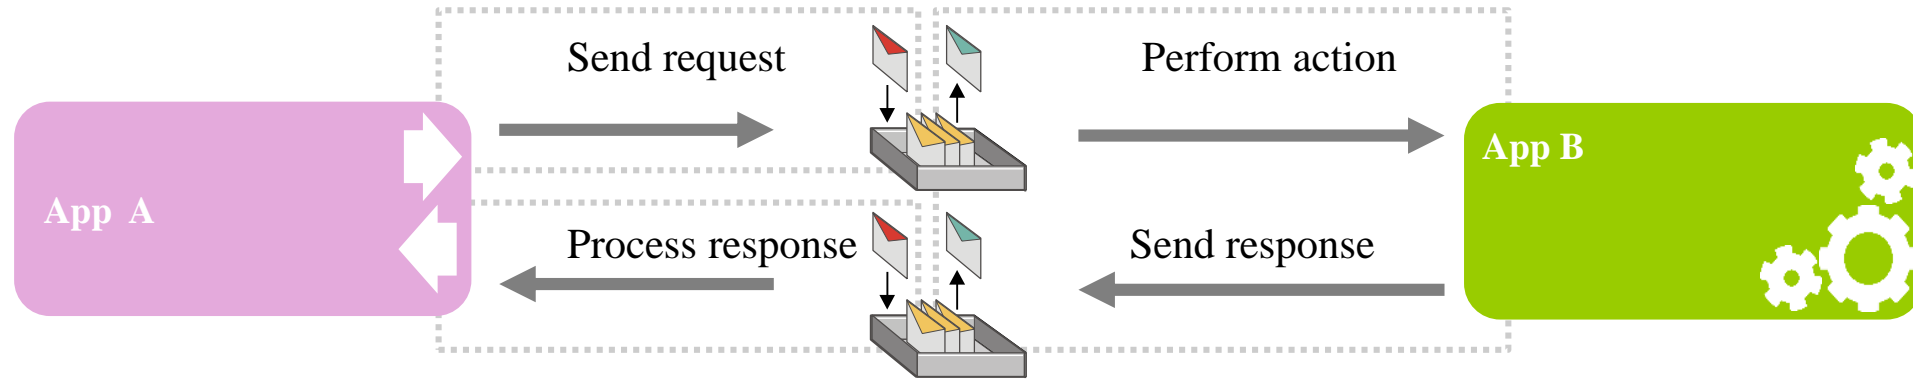 Send request
Perform action
App B
App A
Process response
Send response